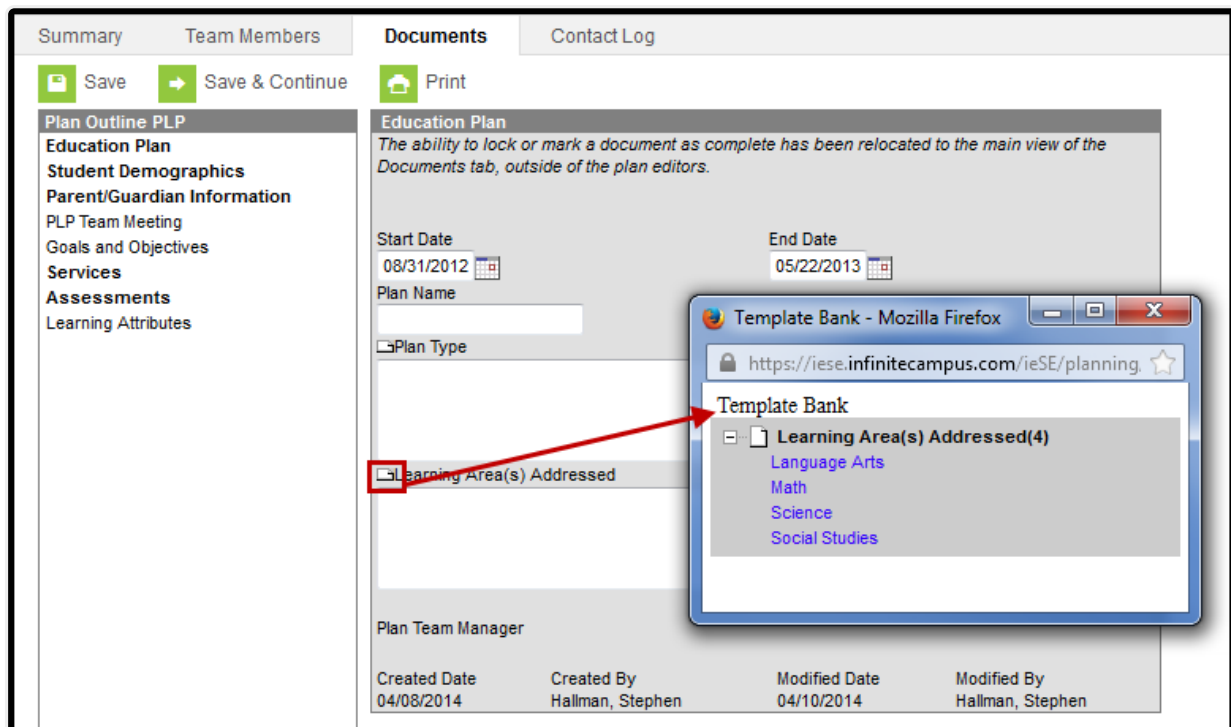 Summary Team Members Documents Contact Log
Save Save & Continue Print
Plan Outline PLP
Education Plan
Student Demographics
Parent/Guardian Information
PLP Team Meeting
Goals and Objectives
Services
Assessments
Learning Attributes
Education Plan
The ability to lock or mark a document as complete has been relocated to the main view of the
Documents tab, outside of the plan editors.
Start Date End Date
08/31/2012 05/22/2013
Plan Name
Plan Type
Learning Area(s) Addressed
Plan Team Manager
Created Date Created By Modified Date Modified By
04/08/2014 Hallman, Stephen 04/10/2014 Hallman, Stephen
Template Bank - Mozilla Firefox
https://iese.infinitecampus.com/ieSE/planning
Template Bank
Learning Area(s) Addressed(4)
Language Arts
Math
Science
Social Studies